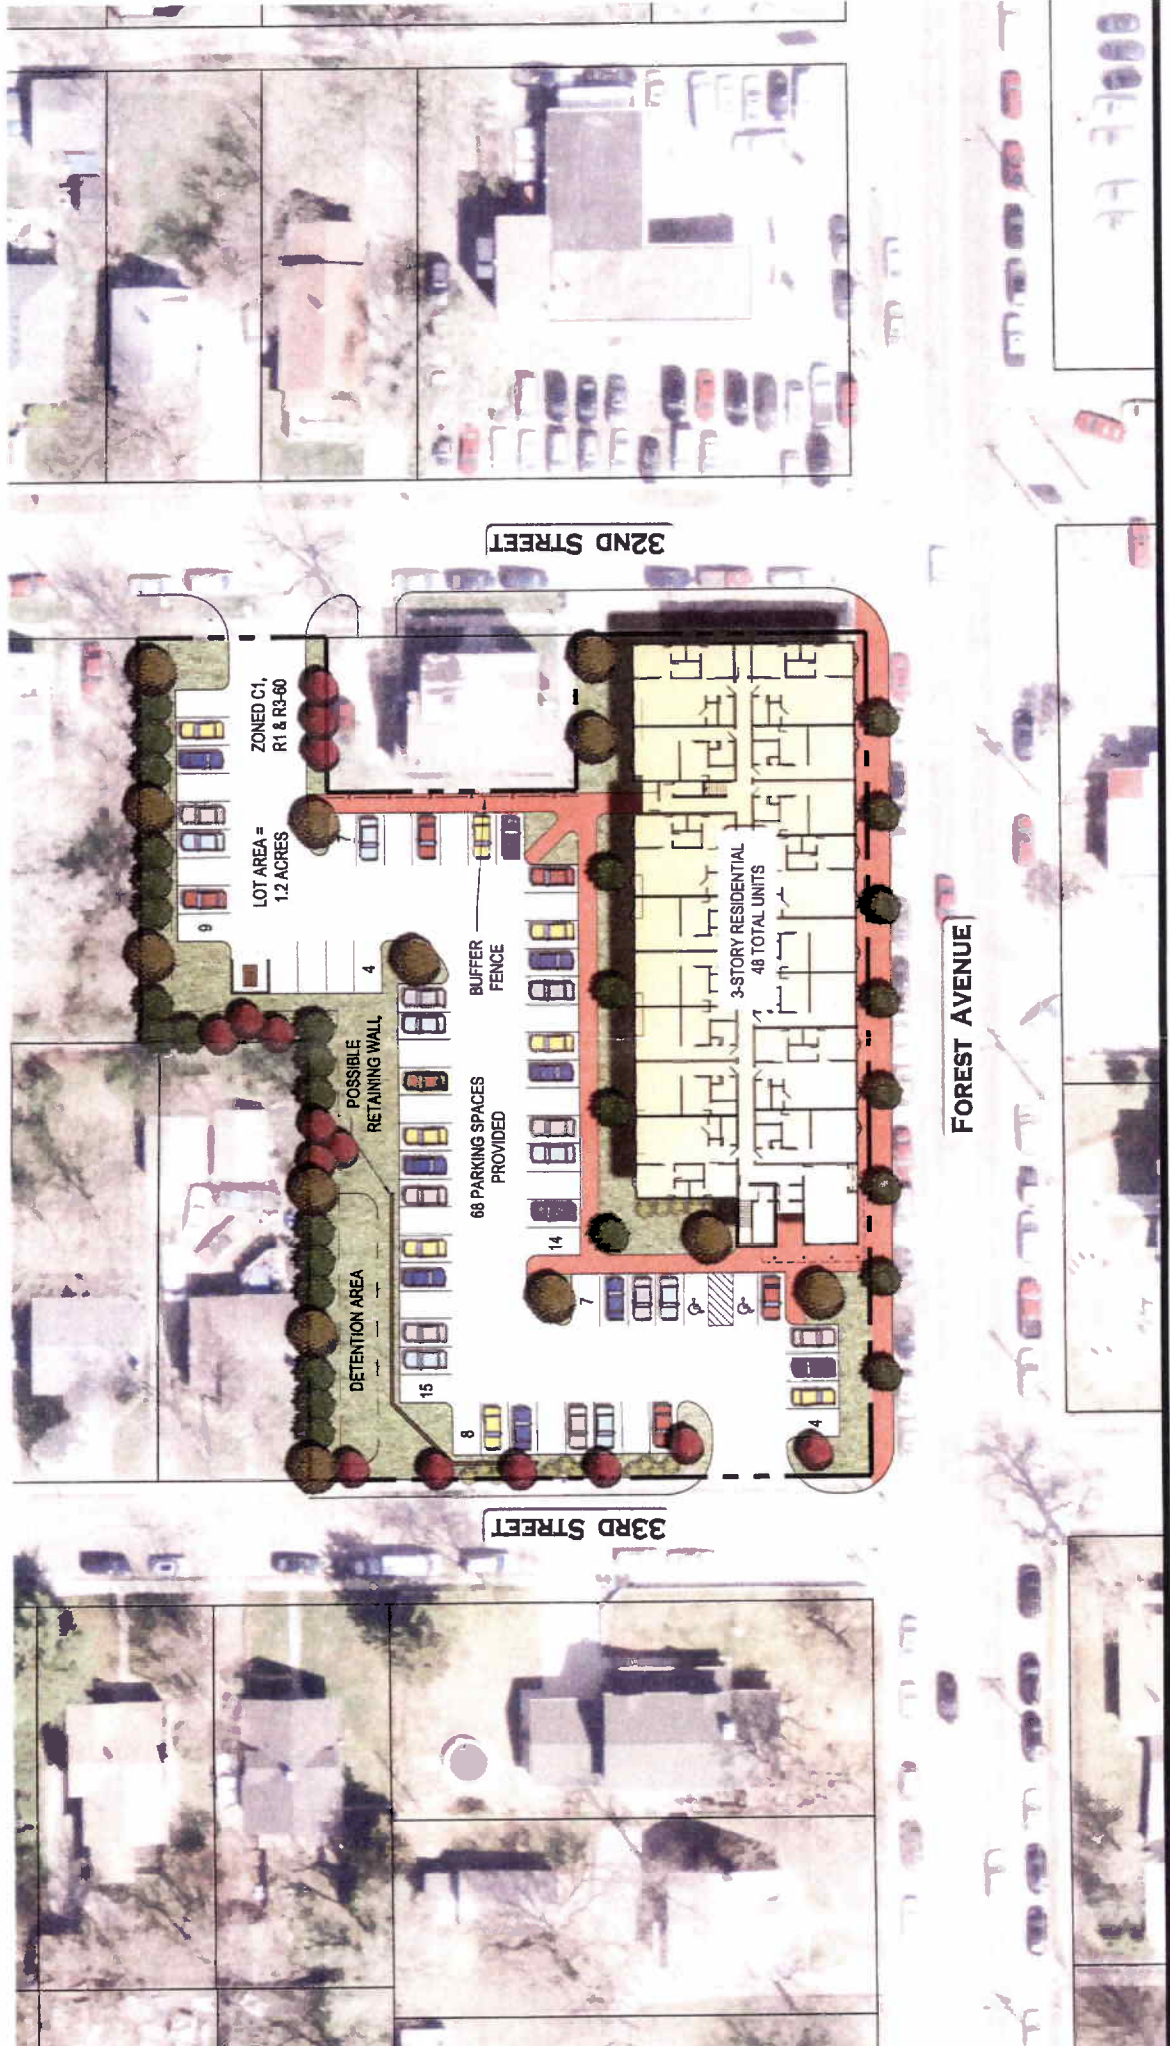 32ND STREET
ZONED C1,
R1 & R3-60
LOT AREA =
1.2 ACRES
9
4
7
BUFFER
FENCE
POSSIBLE
RETAINING WALL
68 PARKING SPACES
PROVIDED
3-STORY RESIDENTIAL
48 TOTAL UNITS
14
7
DETENTION AREA
15
8
4
FOREST AVENUE
33RD STREET